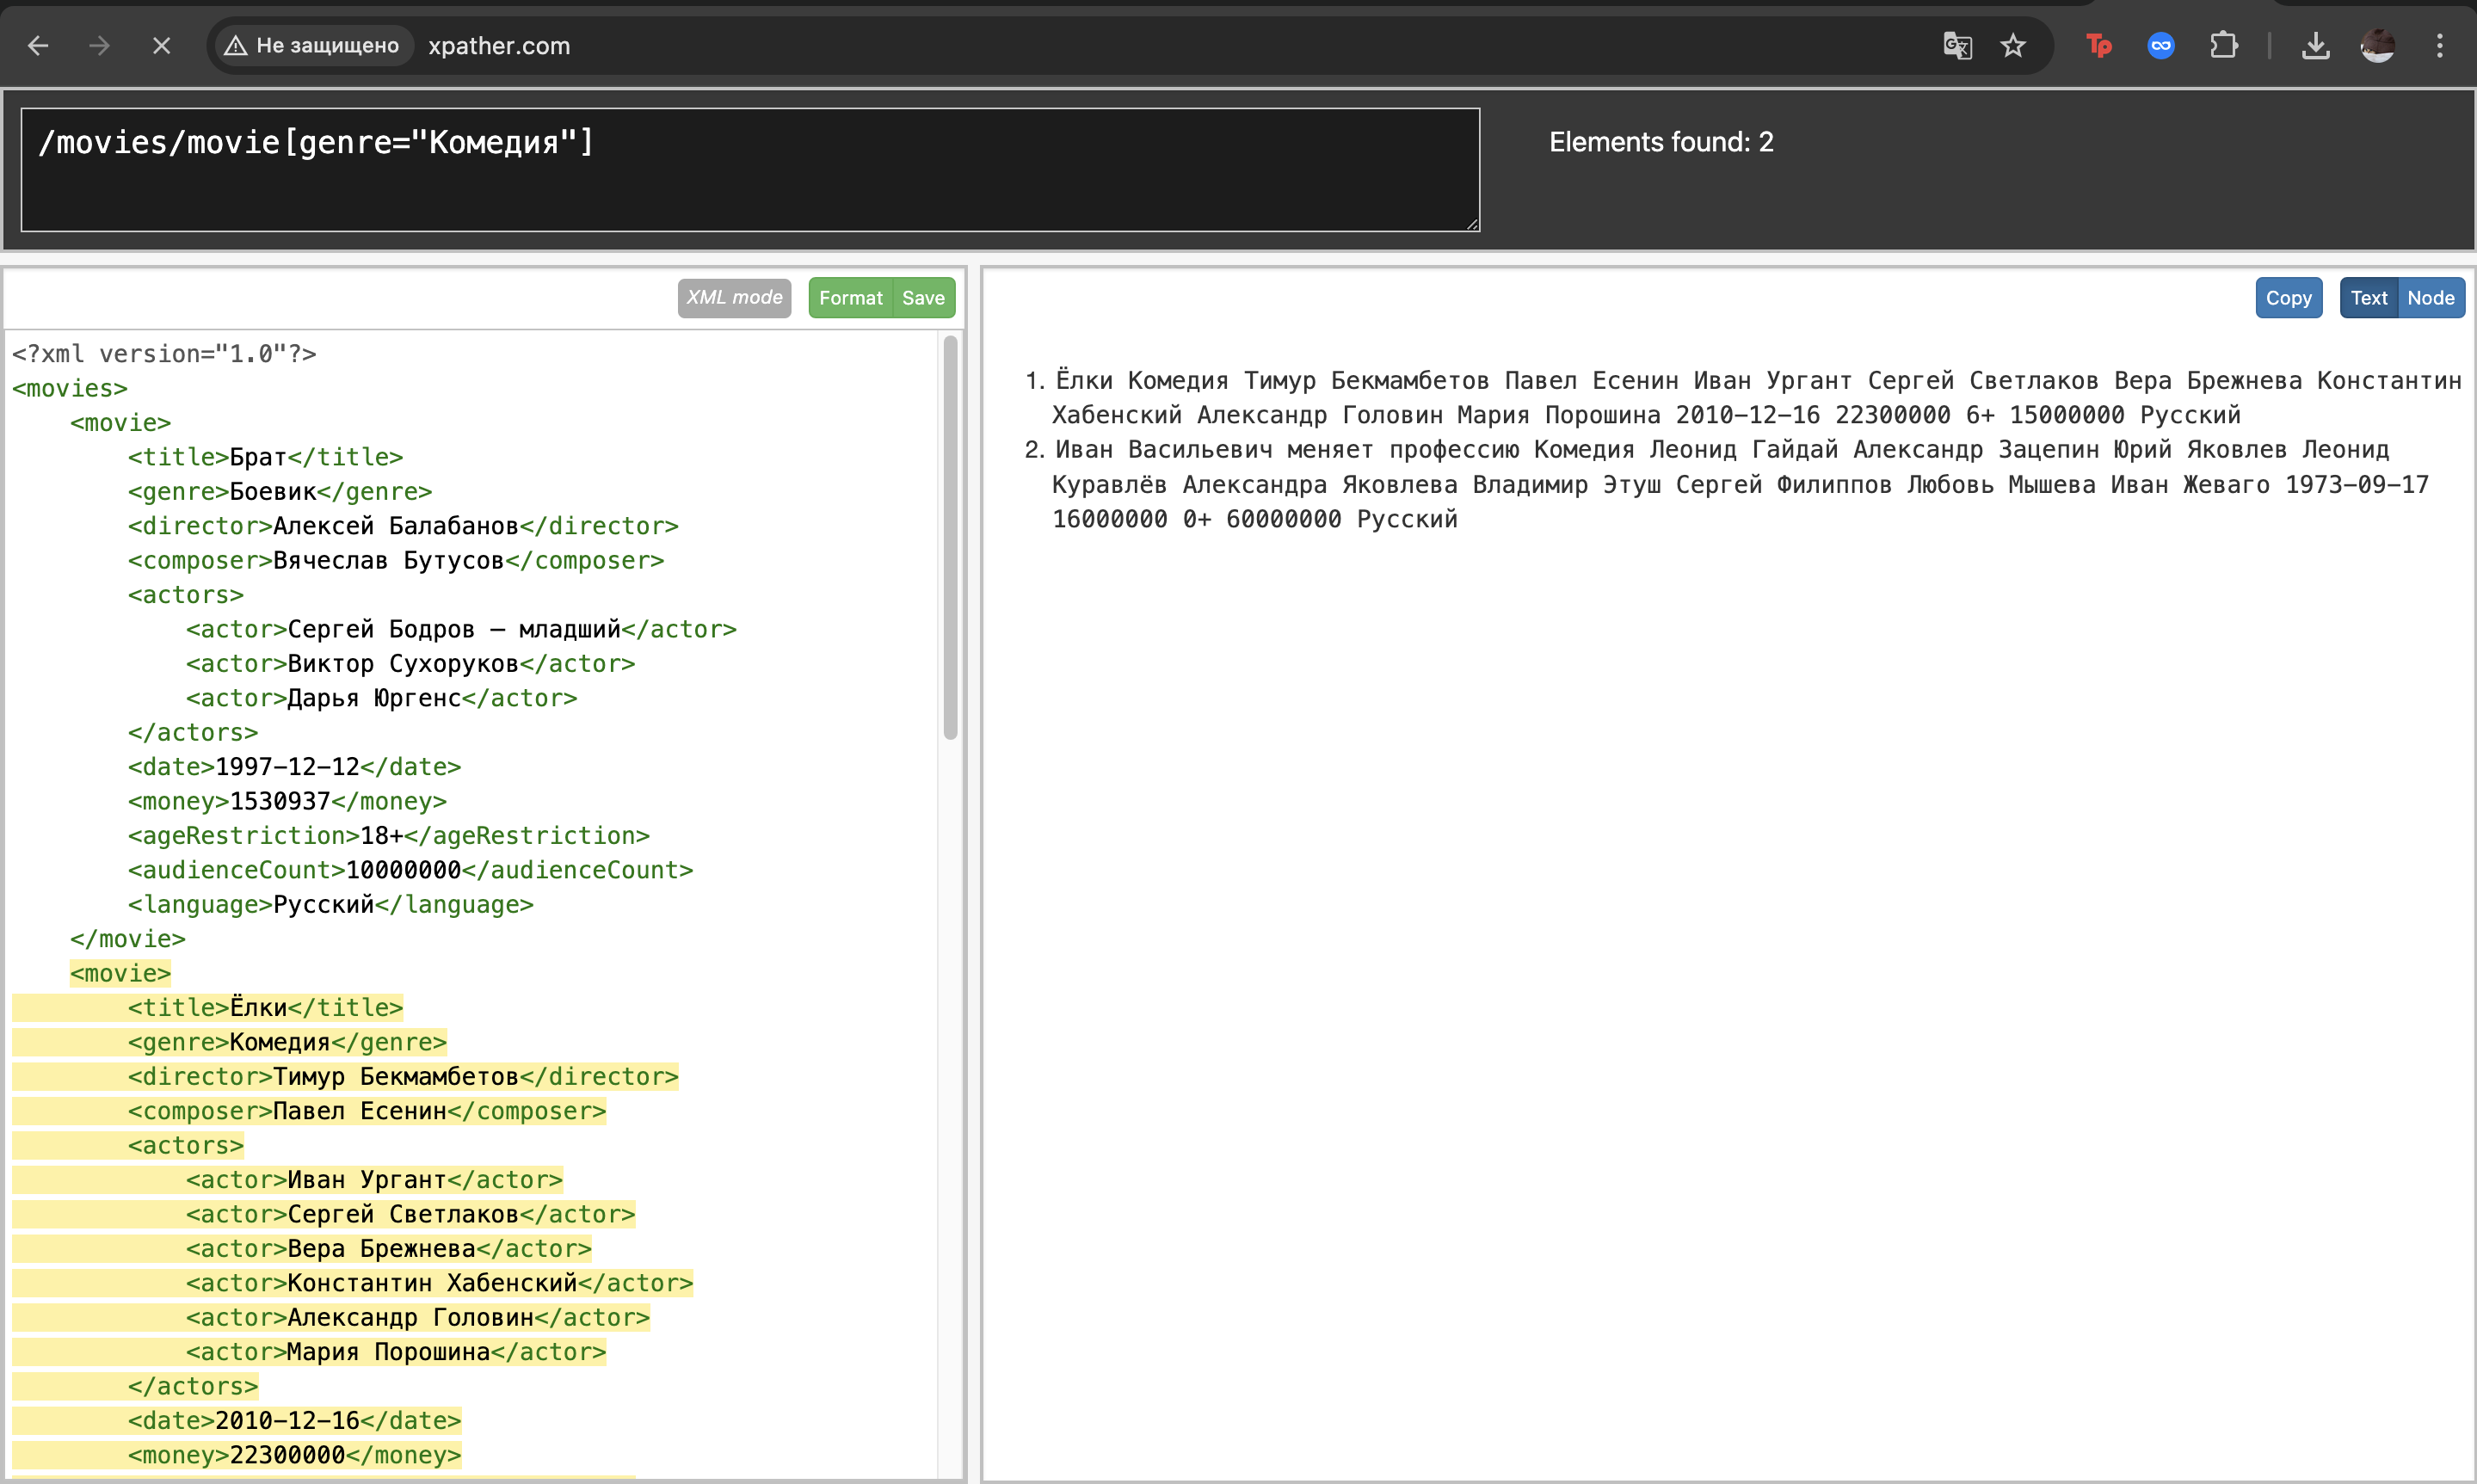 Не защищено xpather.com
/movies/movie[genre="Комедия"]
Elements found: 2
XML mode Format Save
<?xml version="1.0"?>
<movies>
<movie>
<title>Брат</title>
<genre>Боевик</genre>
<director>Алексей Балабанов</director>
<composer>Вячеслав Бутусов</composer>
<actors>
<actor>Сергей Бодров – младший</actor>
<actor>Виктор Сухоруков</actor>
<actor>Дарья Юргенс</actor>
</actors>
<date>1997-12-12</date>
<money>1530937</money>
<ageRestriction>18+</ageRestriction>
<audienceCount>10000000</audienceCount>
<language>Русский</language>
</movie>
<movie>
<title>Ёлки</title>
<genre>Комедия</genre>
<director>Тимур Бекмамбетов</director>
<composer>Павел Есенин</composer>
<actors>
<actor>Иван Ургант</actor>
<actor>Сергей Светлаков</actor>
<actor>Вера Брежнева</actor>
<actor>Константин Хабенский</actor>
<actor>Александр Головин</actor>
<actor>Мария Порошина</actor>
</actors>
<date>2010-12-16</date>
<money>22300000</money>
Copy Text Node
1. Ёлки Комедия Тимур Бекмамбетов Павел Есенин Иван Ургант Сергей Светлаков Вера Брежнева Константин
Хабенский Александр Головин Мария Порошина 2010-12-16 22300000 6+ 15000000 Русский
2. Иван Васильевич меняет профессию Комедия Леонид Гайдай Александр Зацепин Юрий Яковлев Леонид
Куравлёв Александра Яковлева Владимир Этуш Сергей Филиппов Любовь Мышева Иван Жеваго 1973-09-17
16000000 0+ 60000000 Русский